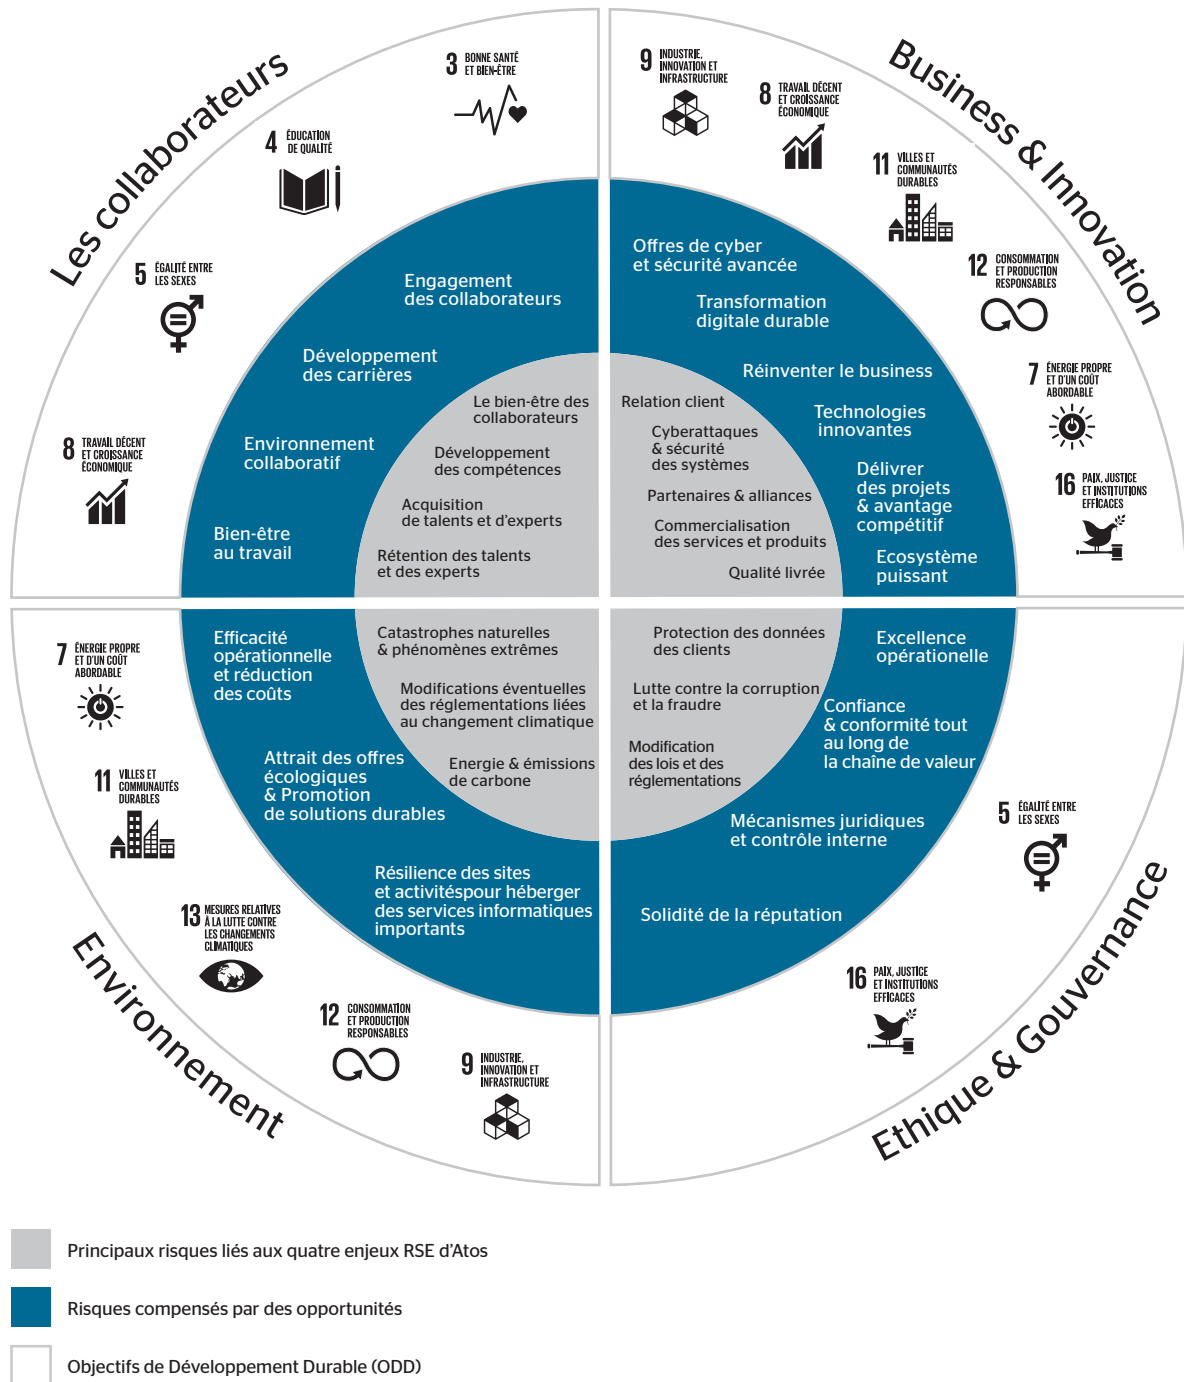 Les collaborateurs
3 BONNE SANTÉ
ET BIEN-ÊTRE
4 ÉDUCATION
DE QUALITÉ
5 ÉGALITÉ ENTRE
LES SEXES
8 TRAVAIL DÉCENT
ET CROISSANCE
ÉCONOMIQUE
Engagement
des collaborateurs
Développement
des carrières
Environnement
collaboratif
Bien-être
au travail
Le bien-être des
collaborateurs
Développement
des compétences
Acquisition
de talents et d'experts
Rétention des talents
et des experts
Business & Innovation
9 INDUSTRIE,
INNOVATION ET
INFRASTRUCTURE
8 TRAVAIL DÉCENT
ET CROISSANCE
ÉCONOMIQUE
11 VILLES ET
COMMUNAUTÉS
DURABLES
12 CONSOMMATION
ET PRODUCTION
RESPONSABLES
7 ÉNERGIE PROPRE
ET D'UN COÛT
ABORDABLE
16 PAIX, JUSTICE
ET INSTITUTIONS
EFFICACES
Offres de cyber
et sécurité avancée
Transformation
digitale durable
Réinventer le business
Technologies
innovantes
Délivrer
des projets
& avantage
compétitif
Ecosystème
puissant
Relation client
Cyberattaques
& sécurité
des systèmes
Partenaires & alliances
Commercialisation
des services et produits
Qualité livrée
Environnement
7 ÉNERGIE PROPRE
ET D'UN COÛT
ABORDABLE
11 VILLES ET
COMMUNAUTÉS
DURABLES
13 MESURES RELATIVES
À LA LUTTE CONTRE
LES CHANGEMENTS
CLIMATIQUES
12 CONSOMMATION
ET PRODUCTION
RESPONSABLES
9 INDUSTRIE,
INNOVATION ET
INFRASTRUCTURE
Efficacité
opérationnelle
et réduction
des coûts
Attrait des offres
écologiques
& Promotion
de solutions durables
Résilience des sites
et activitéspour héberger
des services informatiques
importants
Catastrophes naturelles
& phénomènes extrêmes
Modifications éventuelles
des réglementations liées
au changement climatique
Energie & émissions
de carbone
Ethique & Gouvernance
Protection des données
des clients
Lutte contre la corruption
et la fraudre
Modification
des lois et des
réglementations
Excellence
opérationelle
Confiance
& conformité tout
au long de
la chaîne de valeur
Mécanismes juridiques
et contrôle interne
Solidité de la réputation
5 ÉGALITÉ ENTRE
LES SEXES
16 PAIX, JUSTICE
ET INSTITUTIONS
EFFICACES
Principaux risques liés aux quatre enjeux RSE d'Atos
Risques compensés par des opportunités
Objectifs de Développement Durable (ODD)